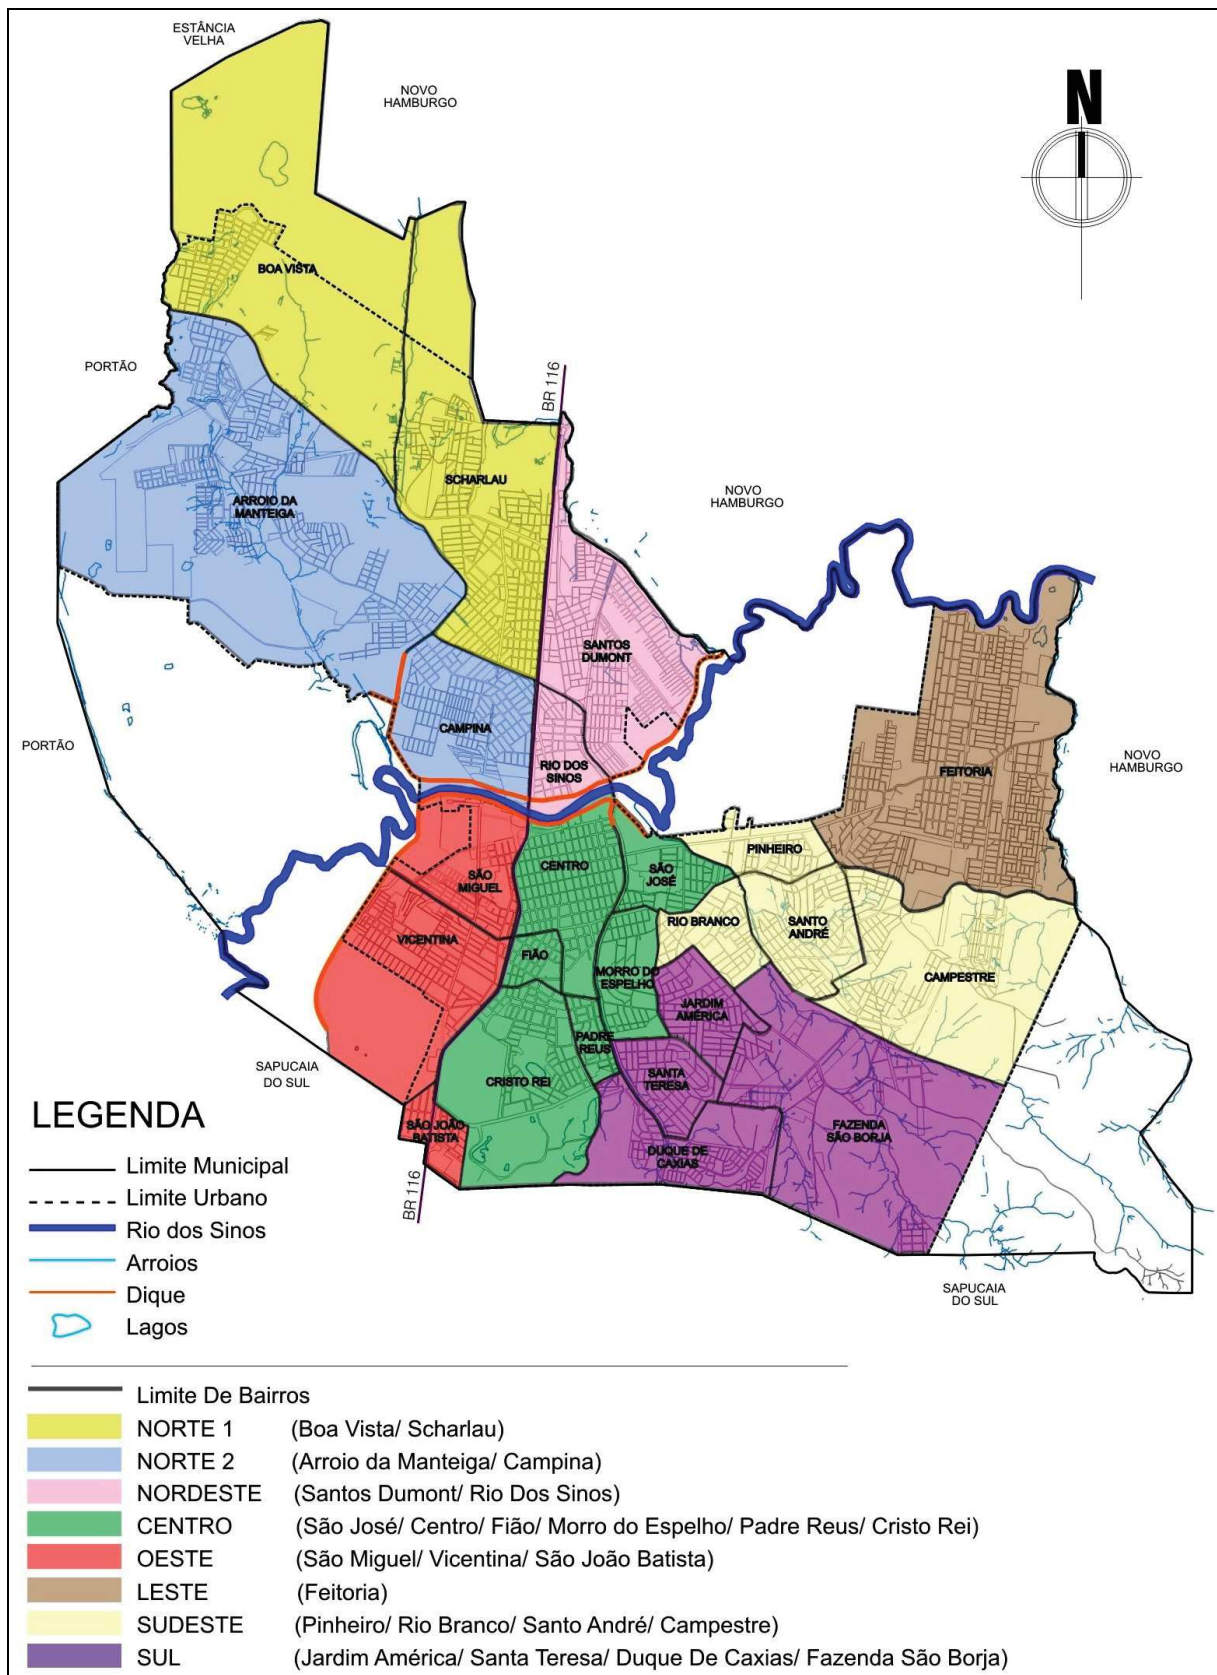 ESTÂNCIA
VELHA
NOVO
HAMBURGO
N
BOA VISTA
PORTÃO
BR 116
SCHARLAU
ARROIO DA
MANTEIGA
NOVO
HAMBURGO
SANTOS
DUMONT
CAMPINA
PORTÃO
RIO DOS
SINOS
FEITORIA
NOVO
HAMBURGO
CENTRO
PINHEIRO
SÃO
JOSÉ
SÃO
MIGUEL
RIO BRANCO
SANTO
ANDRÉ
VICENTINA
FIÃO
MORRO DO
ESPELHO
CAMPESTRE
JARDIM
AMÉRICA
PADRE
REUS
SAPUCAIA
DO SUL
CRISTO REI
SANTA
TERESA
SÃO JOÃO
BATISTA
FAZENDA
SÃO BORJA
DUQUE DE
CAXIAS
BR 116
SAPUCAIA
DO SUL
LEGENDA
Limite Municipal
Limite Urbano
Rio dos Sinos
Arroios
Dique
Lagos
Limite De Bairros
NORTE 1 (Boa Vista/ Scharlau)
NORTE 2 (Arroio da Manteiga/ Campina)
NORDESTE (Santos Dumont/ Rio Dos Sinos)
CENTRO (São José/ Centro/ Fião/ Morro do Espelho/ Padre Reus/ Cristo Rei)
OESTE (São Miguel/ Vicentina/ São João Batista)
LESTE (Feitoria)
SUDESTE (Pinheiro/ Rio Branco/ Santo André/ Campestre)
SUL (Jardim América/ Santa Teresa/ Duque De Caxias/ Fazenda São Borja)